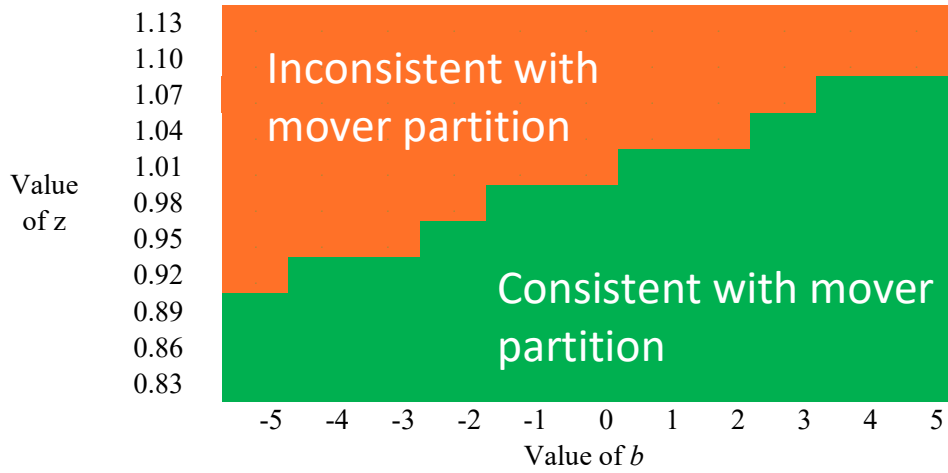 1.13
1.10
1.07
1.04
1.01
0.98
0.95
0.92
0.89
0.86
0.83
Value
of z
Inconsistent with
mover partition
Consistent with mover
partition
-5 -4 -3 -2 -1 0 1 2 3 4 5
Value of b